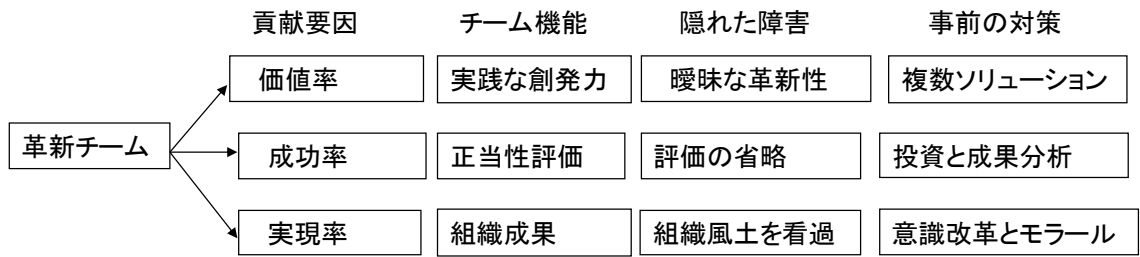 貢献要因 チーム機能 隠れた障害 事前の対策
価値率 実践な創発力 曖昧な革新性 複数ソリューション
革新チーム 成功率 正当性評価 評価の省略 投資と成果分析
実現率 組織成果 組織風土を看過 意識改革とモラール